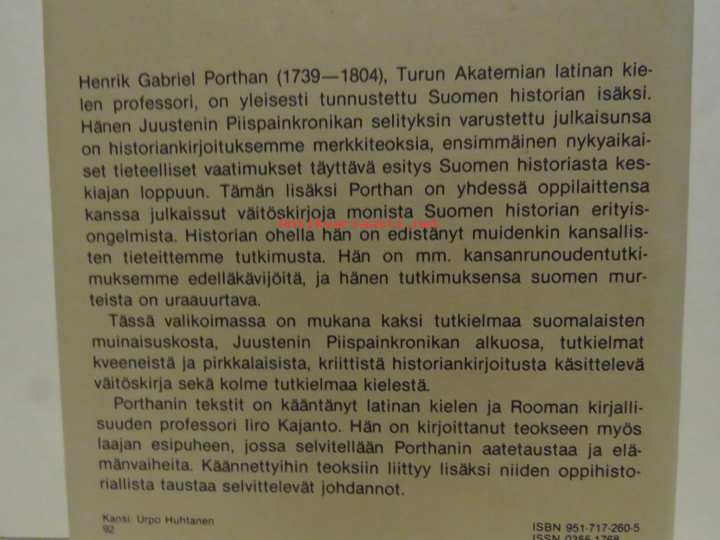 Henrik Gabriel Porthan (1739—1804), Turun Akatemian latinan kie-
len professori, on yleisesti tunnustettu Suomen historian isäksi.
Hänen Juustenin Piispainkronikan selityksin varustettu julkaisunsa
on historiankirjoituksemme merkkiteoksia, ensimmäinen nykyaikai-
set tieteelliset vaatimukset täyttävä esitys Suomen historiasta kes-
kiajan loppuun. Tämän lisäksi Porthan on yhdessä oppilaittensa
kanssa julkaissut väitöskirjoja monista Suomen historian erityis-
ongelmista. Historian ohella hän on edistänyt muidenkin kansallis-
ten tieteittemme tutkimusta. Hän on mm. kansanrunoudentutki-
muksemme edelläkävijöitä, ja hänen tutkimuksensa suomen mur-
teista on uraauurtava.
Tässä valikoimassa on mukana kaksi tutkielmaa suomalaisten
muinaisuskosta, Juustenin Piispainkronikan alkuosa, tutkielmat
kveeneistä ja pirkkalaisista, kriittistä historiankirjoitusta käsittelevä
väitöskirja sekä kolme tutkielmaa kielestä.
Porthanin tekstit on kääntänyt latinan kielen ja Rooman kirjalli-
suuden professori Iiro Kajanto. Hän on kirjoittanut teokseen myös
laajan esipuheen, jossa selvitellään Porthanin aatetaustaa ja elä-
mänvaiheita. Käännettyihin teoksiin liittyy lisäksi niiden oppihisto-
riallista taustaa selvittelevät johdannot.
Kansi Urpo Huhtanen
92
ISBN 951-717-260-5
ISSN 0355-1768